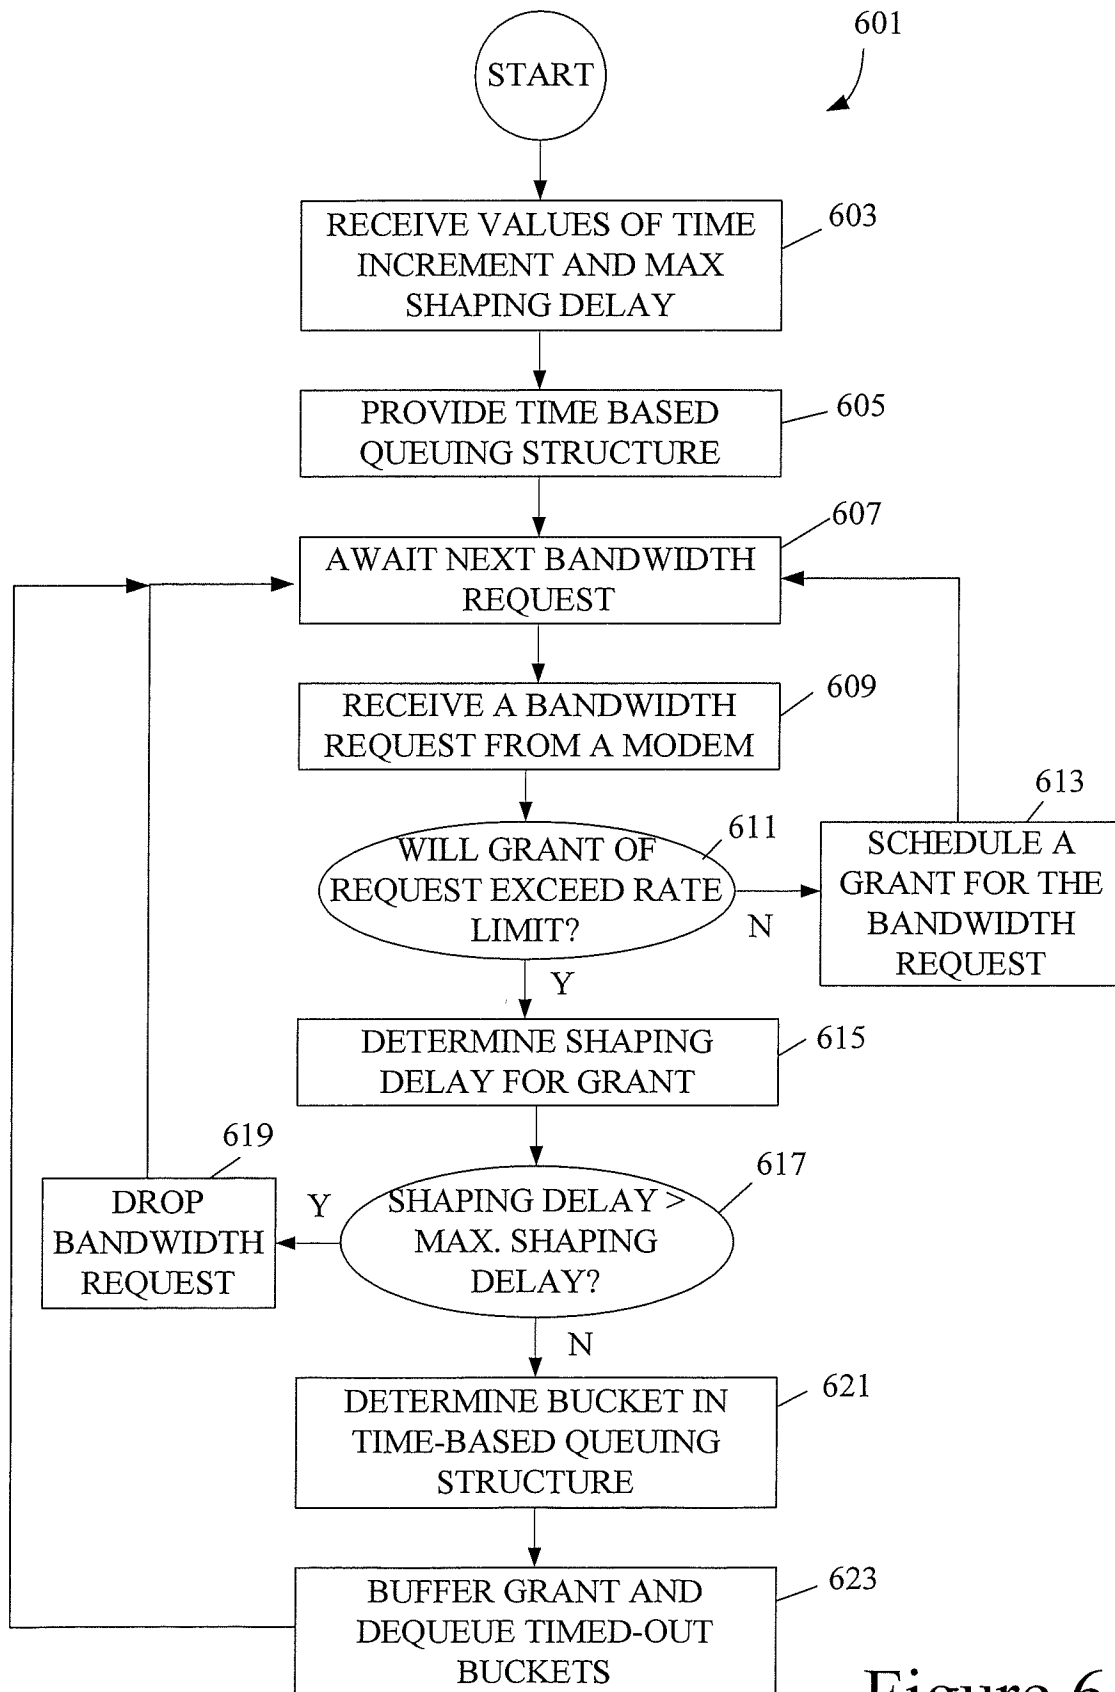 601
START
RECEIVE VALUES OF TIME
INCREMENT AND MAX
SHAPING DELAY
603
PROVIDE TIME BASED
QUEUING STRUCTURE
605
607
AWAIT NEXT BANDWIDTH
REQUEST
609
RECEIVE A BANDWIDTH
REQUEST FROM A MODEM
611
WILL GRANT OF
REQUEST EXCEED RATE
LIMIT?
N
Y
613
SCHEDULE A
GRANT FOR THE
BANDWIDTH
REQUEST
DETERMINE SHAPING
DELAY FOR GRANT
615
617
SHAPING DELAY >
MAX. SHAPING
DELAY?
Y
N
619
DROP
BANDWIDTH
REQUEST
DETERMINE BUCKET IN
TIME-BASED QUEUING
STRUCTURE
621
BUFFER GRANT AND
DEQUEUE TIMED-OUT
BUCKETS
623
Figure 6